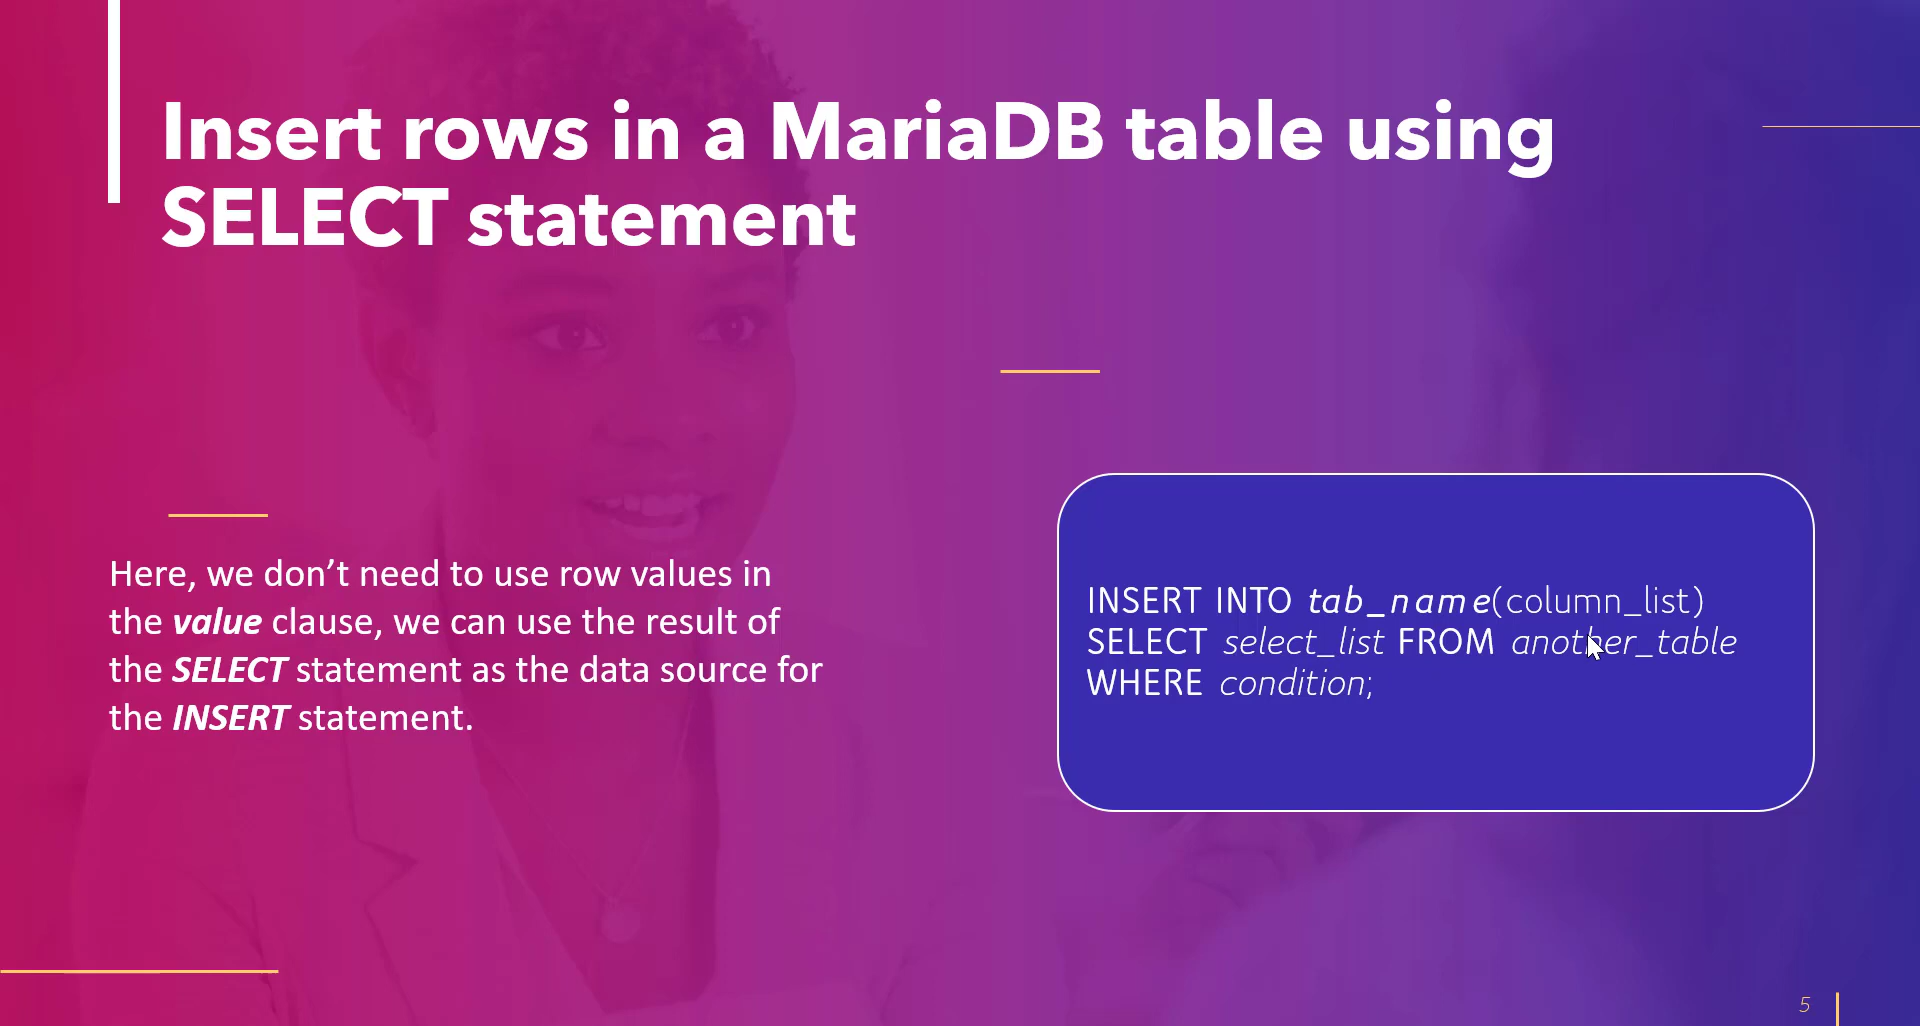 Insert rows in a MariaDB table using
SELECT statement
Here, we don’t need to use row values in
the value clause, we can use the result of
the SELECT statement as the data source for
the INSERT statement.
INSERT INTO tab_name(column_list)
SELECT select_list FROM another_table
WHERE condition;
5